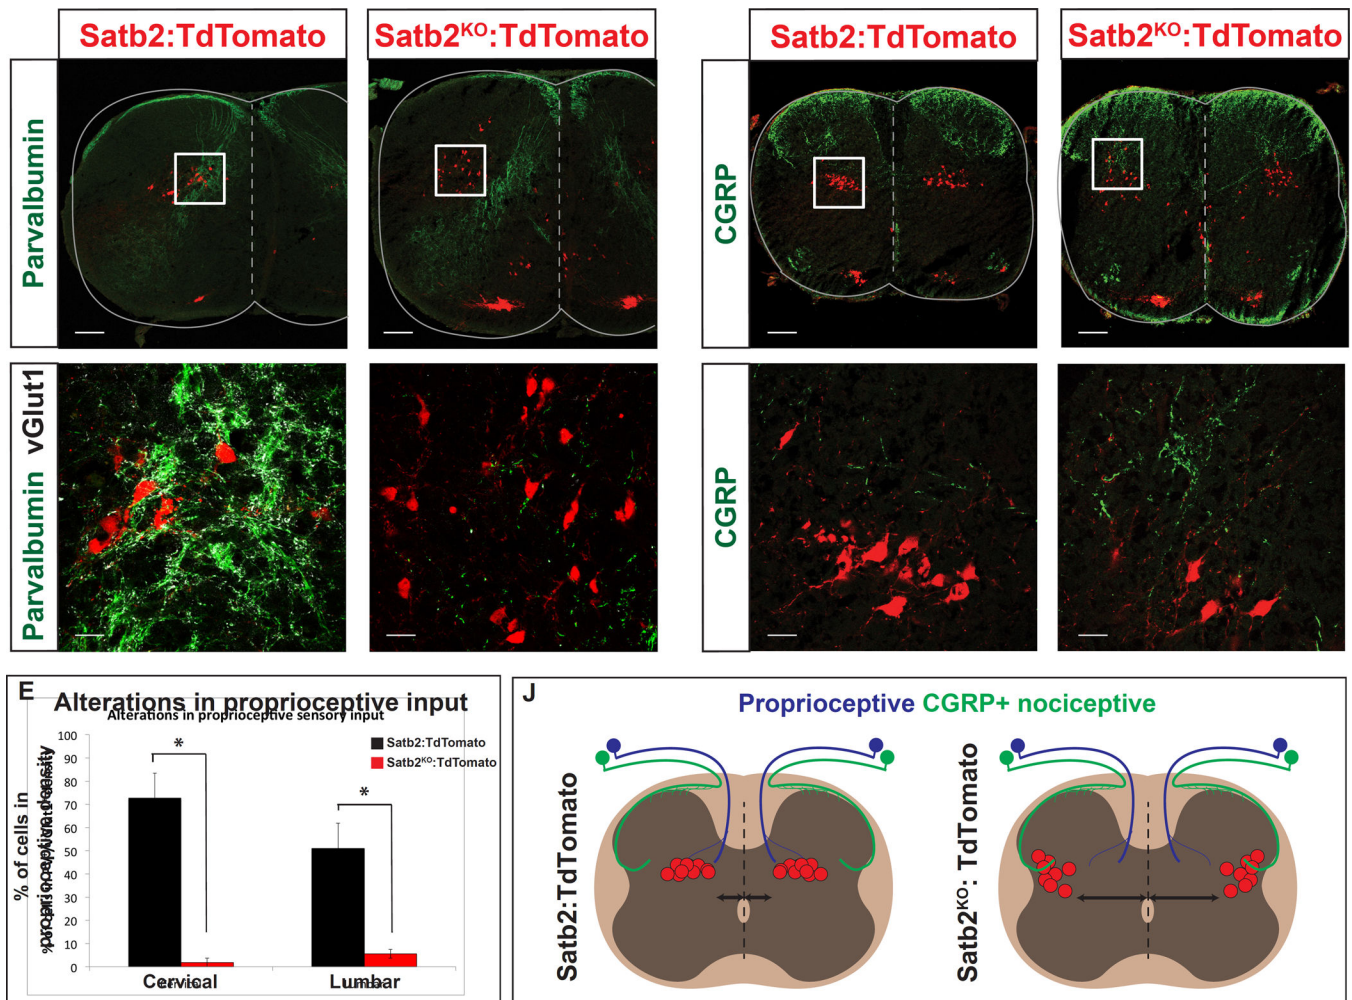 Satb2:TdTomato
Satb2ᴷᴼ:TdTomato
Satb2:TdTomato
Satb2ᴷᴼ:TdTomato
Parvalbumin
CGRP
Parvalbumin vGlut1
CGRP
E
Alterations in proprioceptive input
Alterations in proprioceptive sensory input
Satb2:TdTomato
Satb2ᴷᴼ:TdTomato
% of cells in
proprioceptive density
100
90
80
70
60
50
40
30
20
10
0
*
*
Cervical
Lumbar
J
Proprioceptive CGRP+ nociceptive
Satb2:TdTomato
Satb2ᴷᴼ: TdTomato